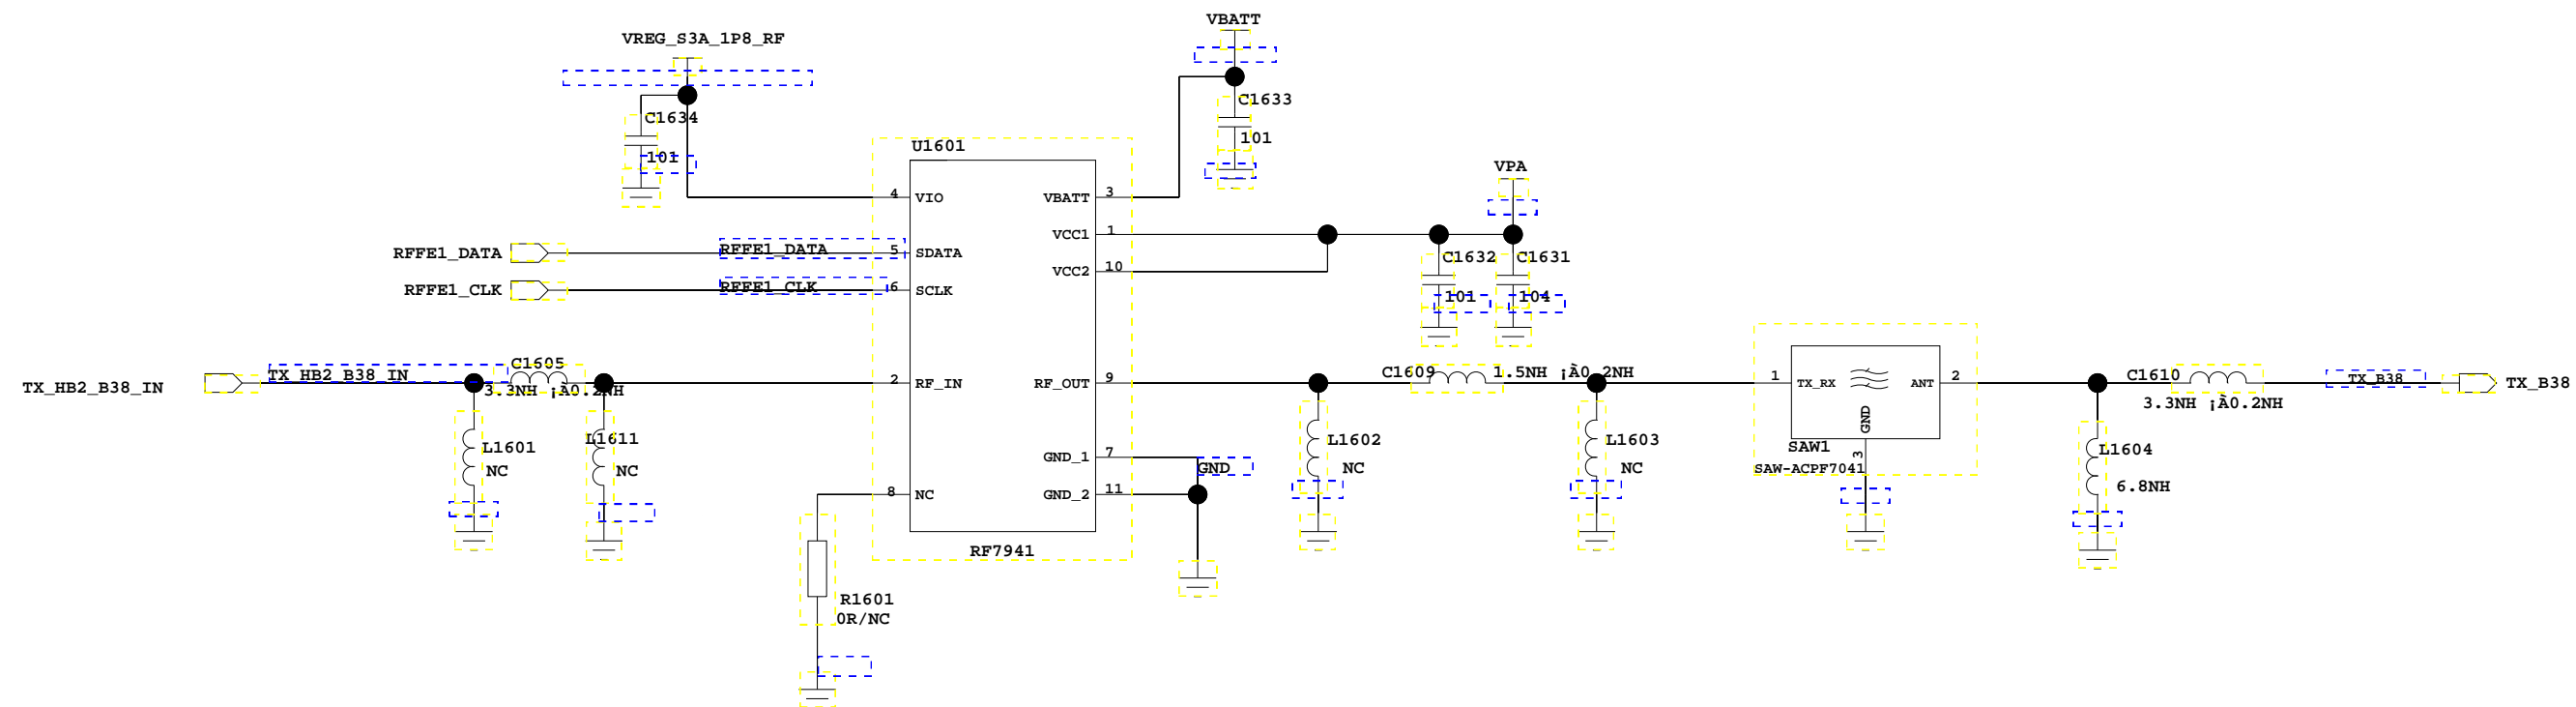 VBATT
VREG_S3A_1P8_RF
C1633
C1634
101
U1601
101
VPA
4 VIO
VBATT 3
VCC1 1
RFFE1_DATA
RFFE1_DATA
5 SDATA
C1632
C1631
VCC2 10
RFFE1_CLK
RFFE1_CLK
6 SCLK
101
104
C1605
TX_HB2_B38_IN
TX_HB2_B38_IN
3.3NH ¡À0.2NH
2 RF_IN
RF_OUT 9
C1609
1.5NH ¡À0.2NH
1 TX_RX
ANT 2
C1610
TX_B38
TX_B38
3.3NH ¡À0.2NH
GND
L1601
NC
L1611
NC
L1602
NC
L1603
NC
SAW1
SAW-ACPF7041
3
L1604
6.8NH
GND_1 7
GND
8 NC
GND_2 11
RF7941
R1601
0R/NC